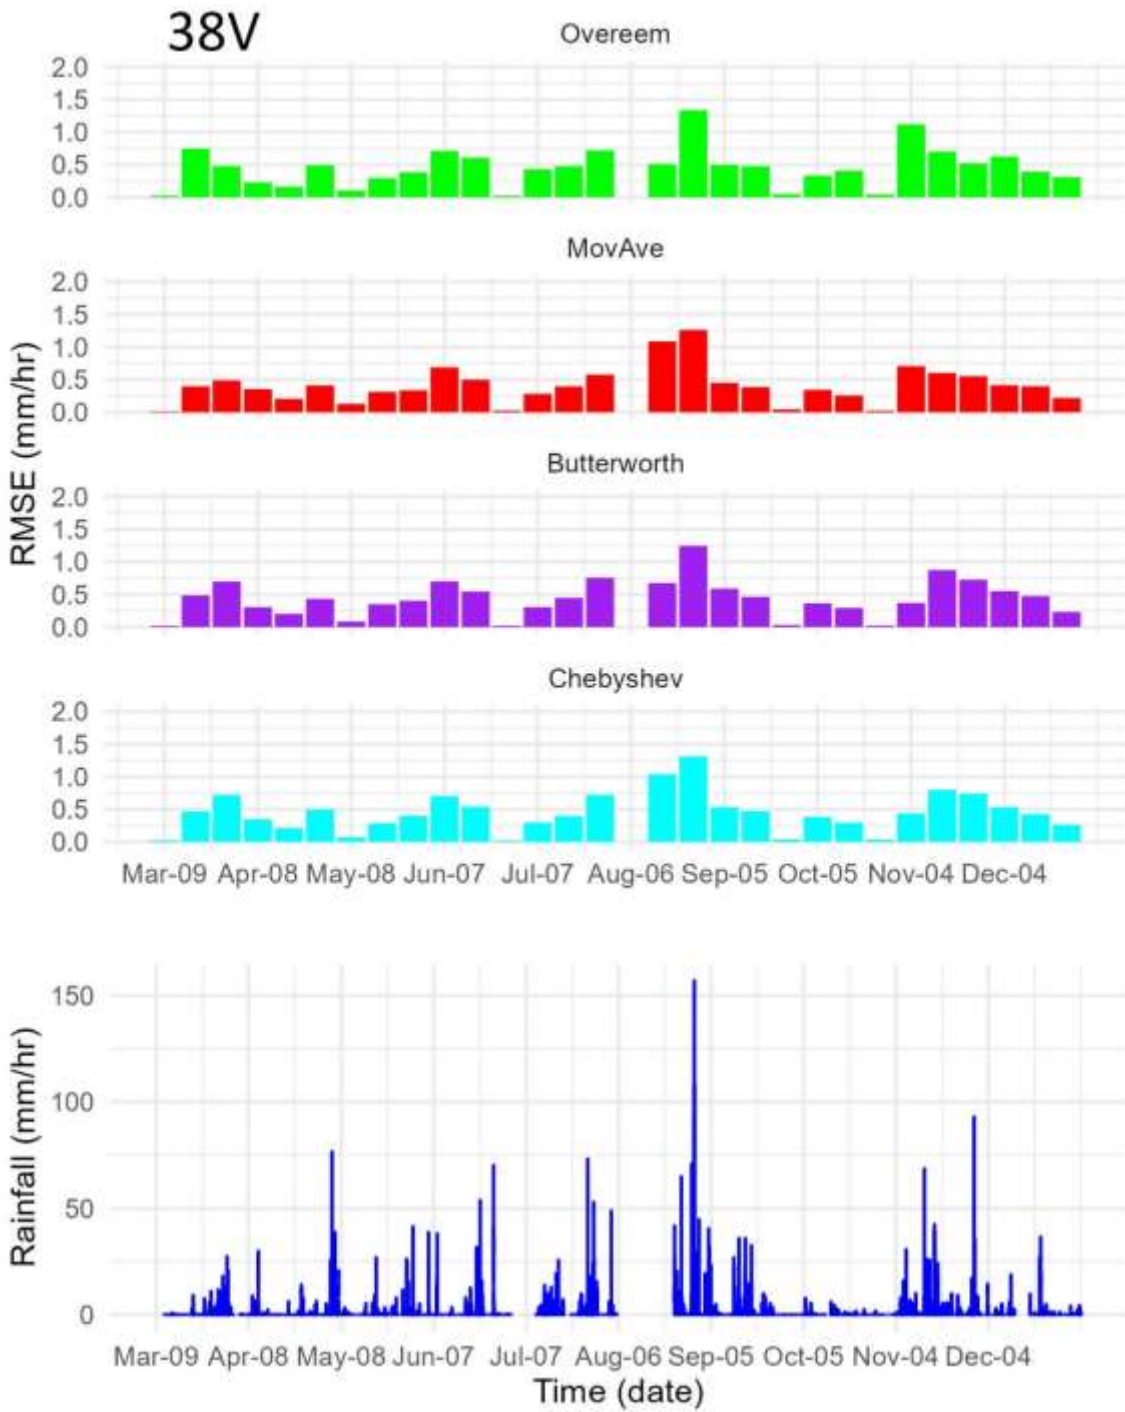 38V
Overeem
2.0
1.5
1.0
0.5
0.0
MovAve
2.0
1.5
1.0
0.5
0.0
RMSE (mm/hr)
Butterworth
2.0
1.5
1.0
0.5
0.0
Chebyshev
2.0
1.5
1.0
0.5
0.0
Mar-09 Apr-08 May-08 Jun-07 Jul-07 Aug-06 Sep-05 Oct-05 Nov-04 Dec-04
Rainfall (mm/hr)
150
100
50
0
Mar-09 Apr-08 May-08 Jun-07 Jul-07 Aug-06 Sep-05 Oct-05 Nov-04 Dec-04
Time (date)